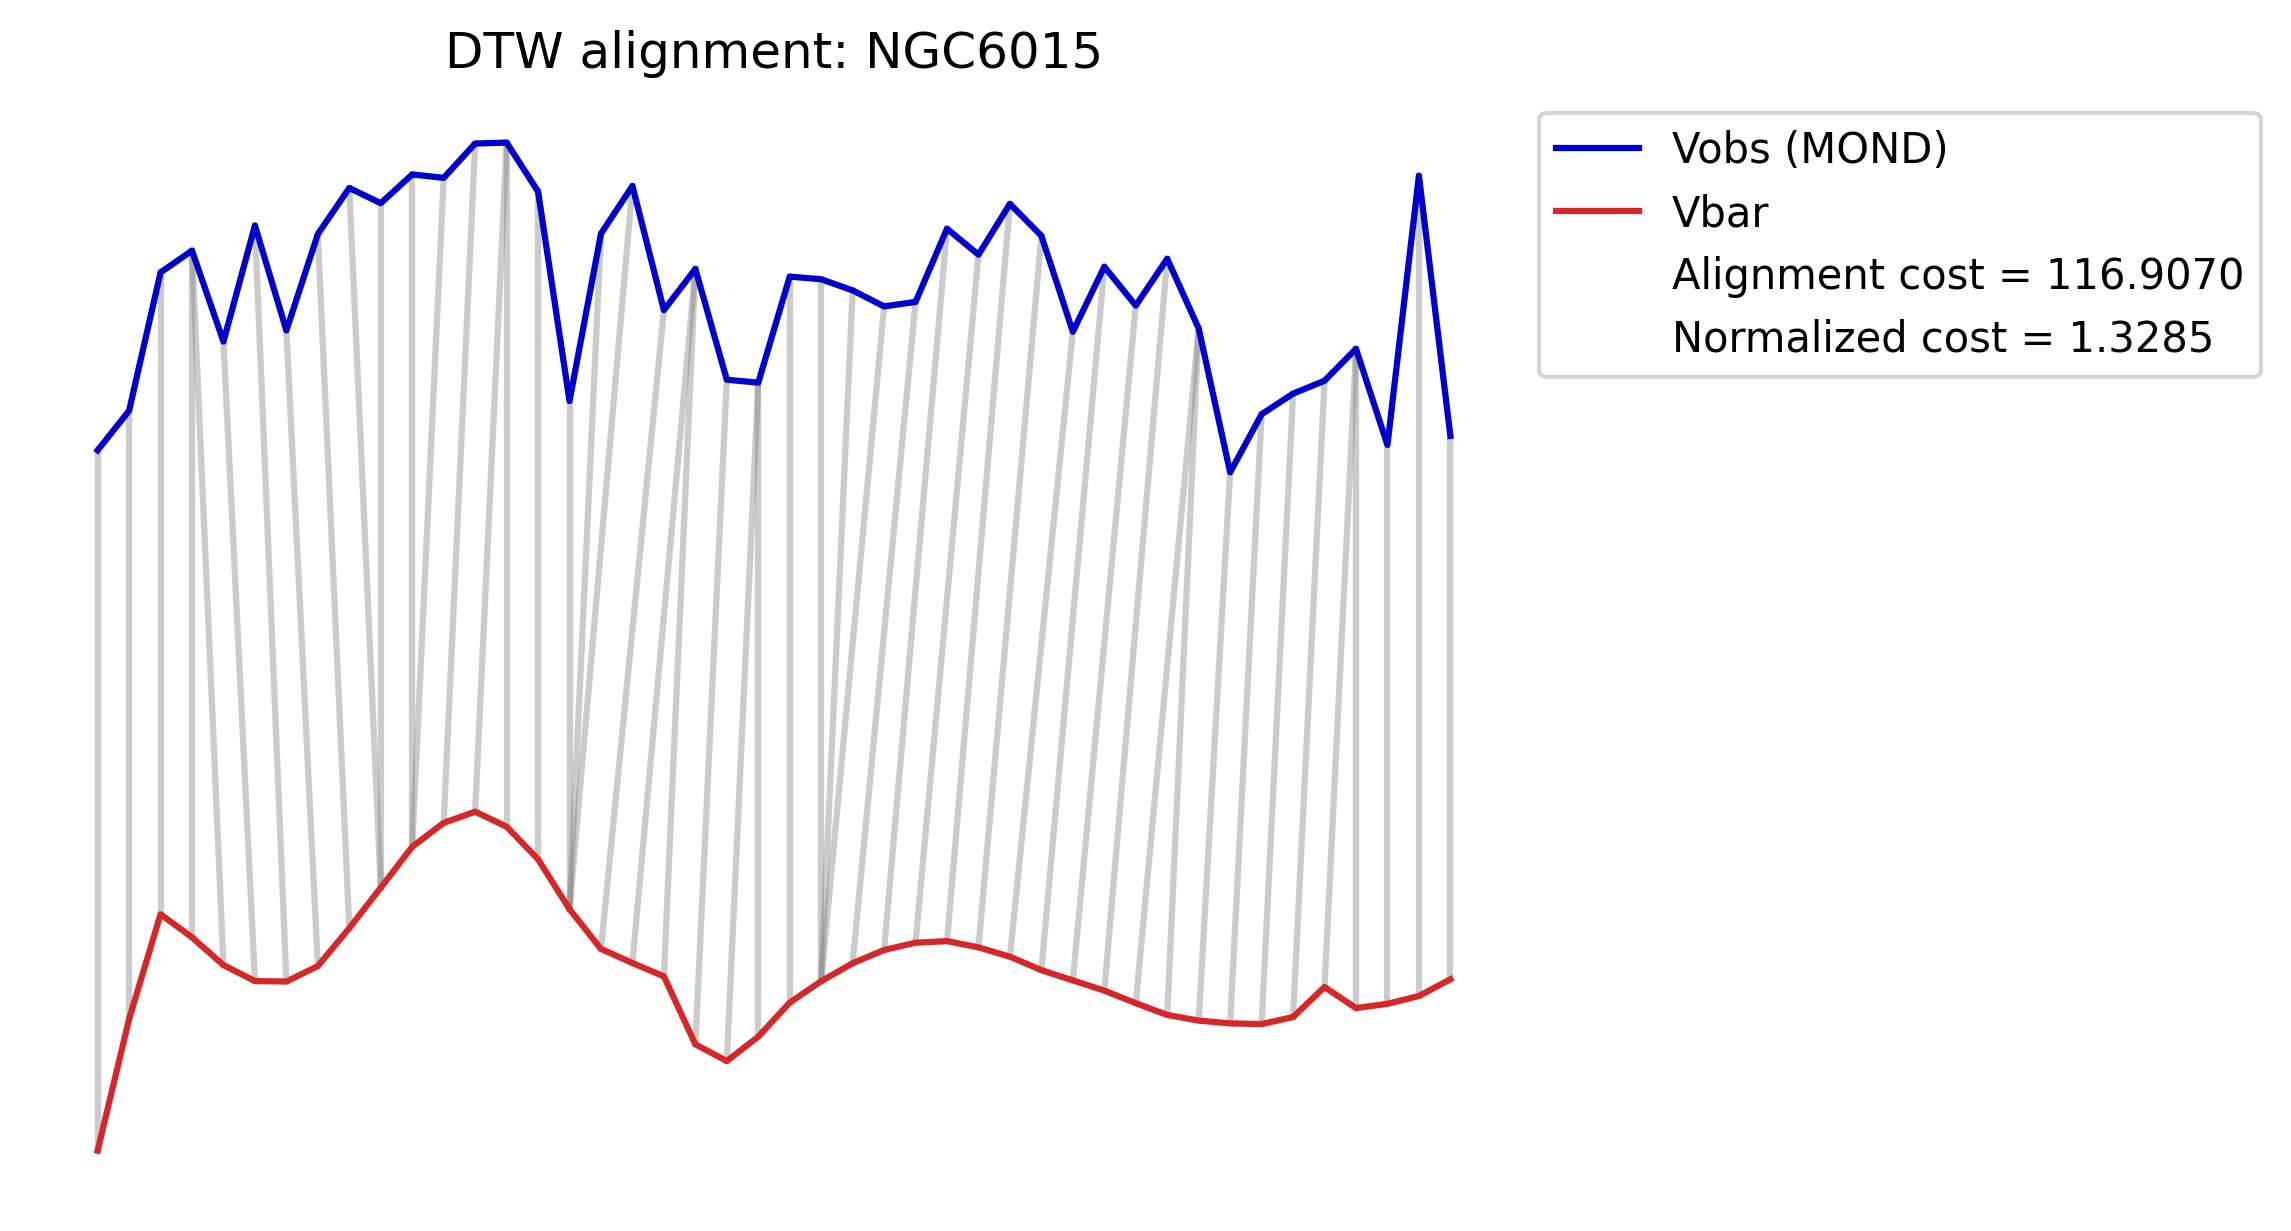 DTW alignment: NGC6015
Vobs (MOND)
Vbar
Alignment cost = 116.9070
Normalized cost = 1.3285